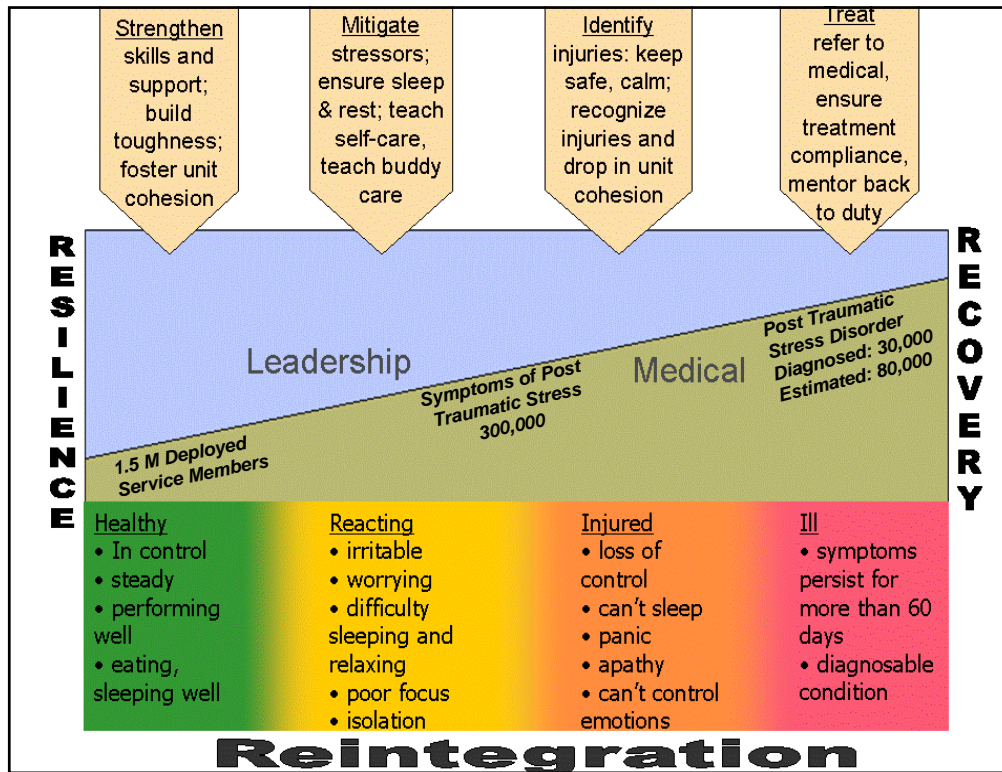 Strengthen
skills and
support;
build
toughness;
foster unit
cohesion
Mitigate
stressors;
ensure sleep
& rest; teach
self-care,
teach buddy
care
Identify
injuries: keep
safe, calm;
recognize
injuries and
drop in unit
cohesion
Treat
refer to
medical,
ensure
treatment
compliance,
mentor back
to duty
RESILIENCE
Leadership
Medical
RECOVERY
1.5 M Deployed
Service Members
Symptoms of Post
Traumatic Stress
300,000
Post Traumatic
Stress Disorder
Diagnosed: 30,000
Estimated: 80,000
Healthy
• In control
• steady
• performing
well
• eating,
sleeping well
Reacting
• irritable
• worrying
• difficulty
sleeping and
relaxing
• poor focus
• isolation
Injured
• loss of
control
• can't sleep
• panic
• apathy
• can't control
emotions
Ill
• symptoms
persist for
more than 60
days
• diagnosable
condition
Reintegration